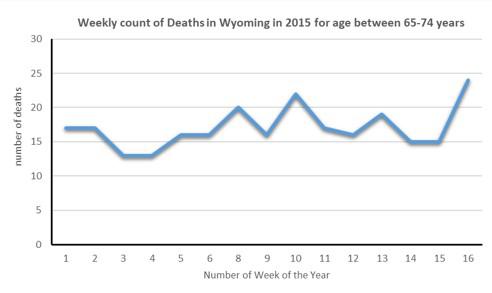 Weekly count of Deaths in Wyoming in 2015 for age between 65-74 years
30
25
20
15
10
5
0
number of deaths
1 2 3 4 5 6 8 9 10 11 12 13 14 15 16
Number of Week of the Year